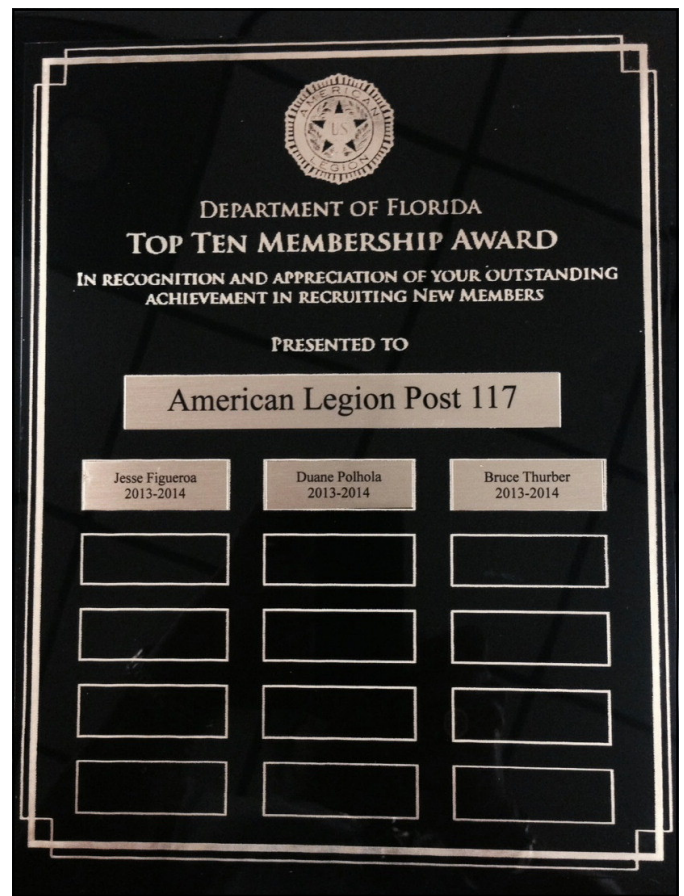 AMERICAN
US
LEGION
DEPARTMENT OF FLORIDA
TOP TEN MEMBERSHIP AWARD
IN RECOGNITION AND APPRECIATION OF YOUR OUTSTANDING
ACHIEVEMENT IN RECRUITING NEW MEMBERS
PRESENTED TO
American Legion Post 117
Jesse Figueroa
2013-2014
Duane Polhola
2013-2014
Bruce Thurber
2013-2014